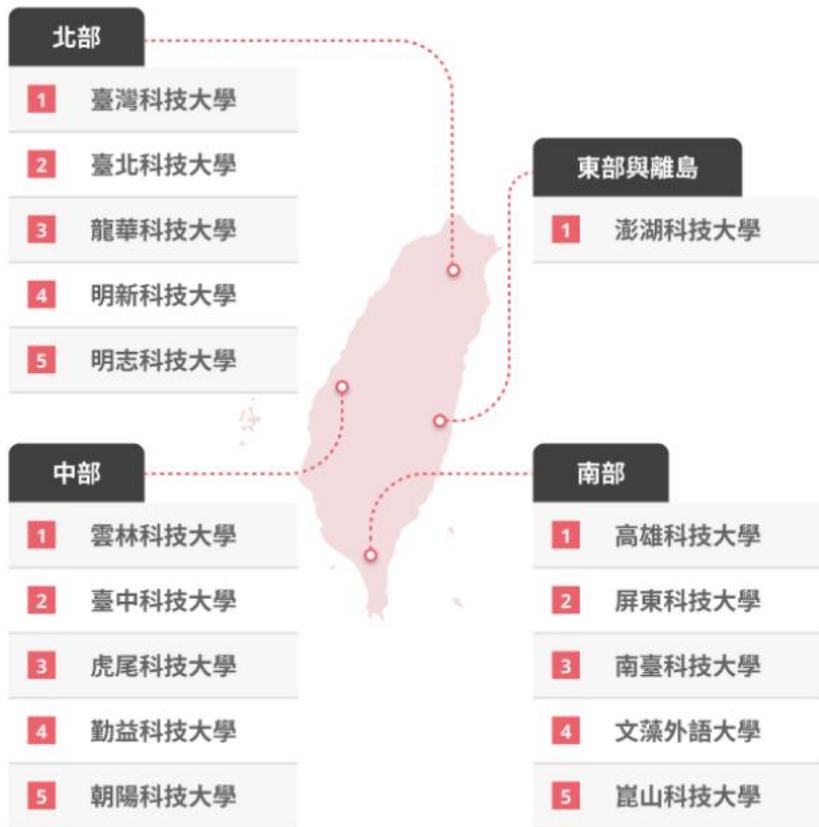 北部
1 臺灣科技大學
2 臺北科技大學
3 龍華科技大學
4 明新科技大學
5 明志科技大學
東部與離島
1 澎湖科技大學
中部
1 雲林科技大學
2 臺中科技大學
3 虎尾科技大學
4 勤益科技大學
5 朝陽科技大學
南部
1 高雄科技大學
2 屏東科技大學
3 南臺科技大學
4 文藻外語大學
5 崑山科技大學